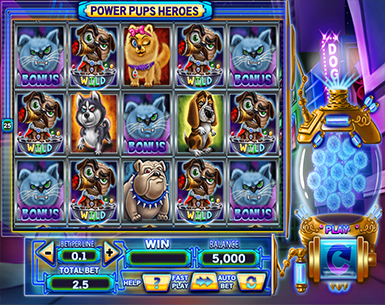 POWER PUPS HEROES
BONUS WILD WILD BONUS
WILD BONUS WILD
BONUS WILD WILD BONUS
25
BET PER LINE
- 0.1 +
TOTAL BET
2.5
WIN
BALANCE
5,000
HELP ?
FAST PLAY
AUTO BET
DOG
PLAY